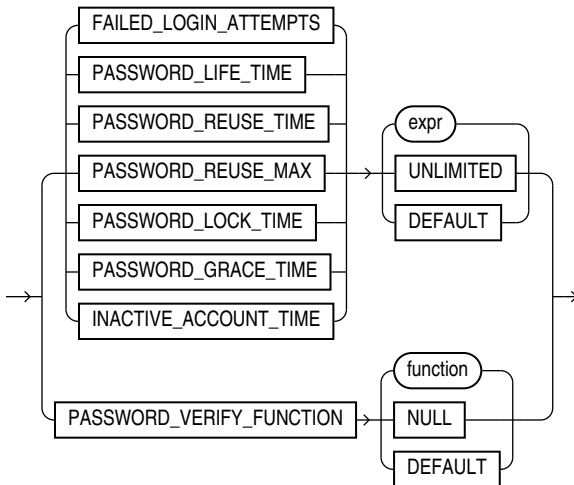 FAILED_LOGIN_ATTEMPTS
PASSWORD_LIFE_TIME
PASSWORD_REUSE_TIME
PASSWORD_REUSE_MAX
PASSWORD_LOCK_TIME
PASSWORD_GRACE_TIME
INACTIVE_ACCOUNT_TIME
expr
UNLIMITED
DEFAULT
PASSWORD_VERIFY_FUNCTION
function
NULL
DEFAULT